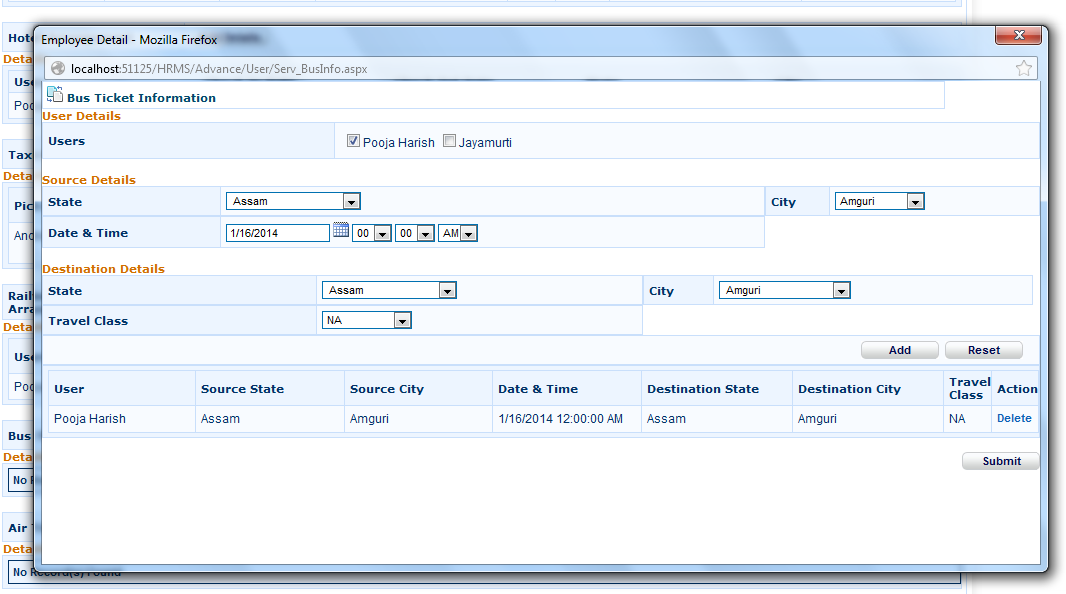 Employee Detail - Mozilla Firefox
localhost:51125/HRMS/Advance/User/Serv_BusInfo.aspx
Bus Ticket Information
User Details
Users Pooja Harish Jayamurti
Source Details
State Assam City Amguri
Date & Time 1/16/2014 00 00 AM
Destination Details
State Assam City Amguri
Travel Class NA
Add Reset
User Source State Source City Date & Time Destination State Destination City Travel Class Action
Pooja Harish Assam Amguri 1/16/2014 12:00:00 AM Assam Amguri NA Delete
Submit
Bus
Air
No Record(s) Found